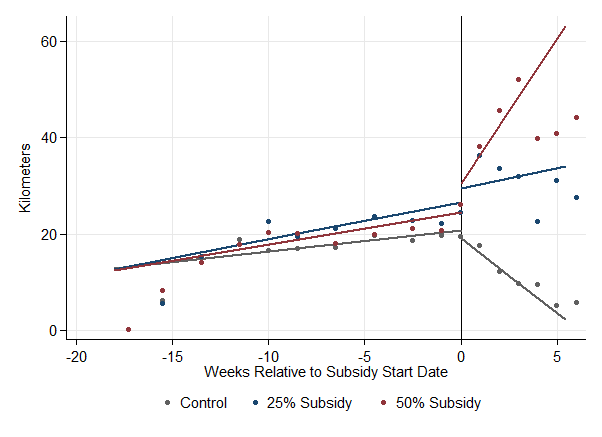 60
40
20
0
Kilometers
-20 -15 -10 -5 0 5
Weeks Relative to Subsidy Start Date
Control 25% Subsidy 50% Subsidy